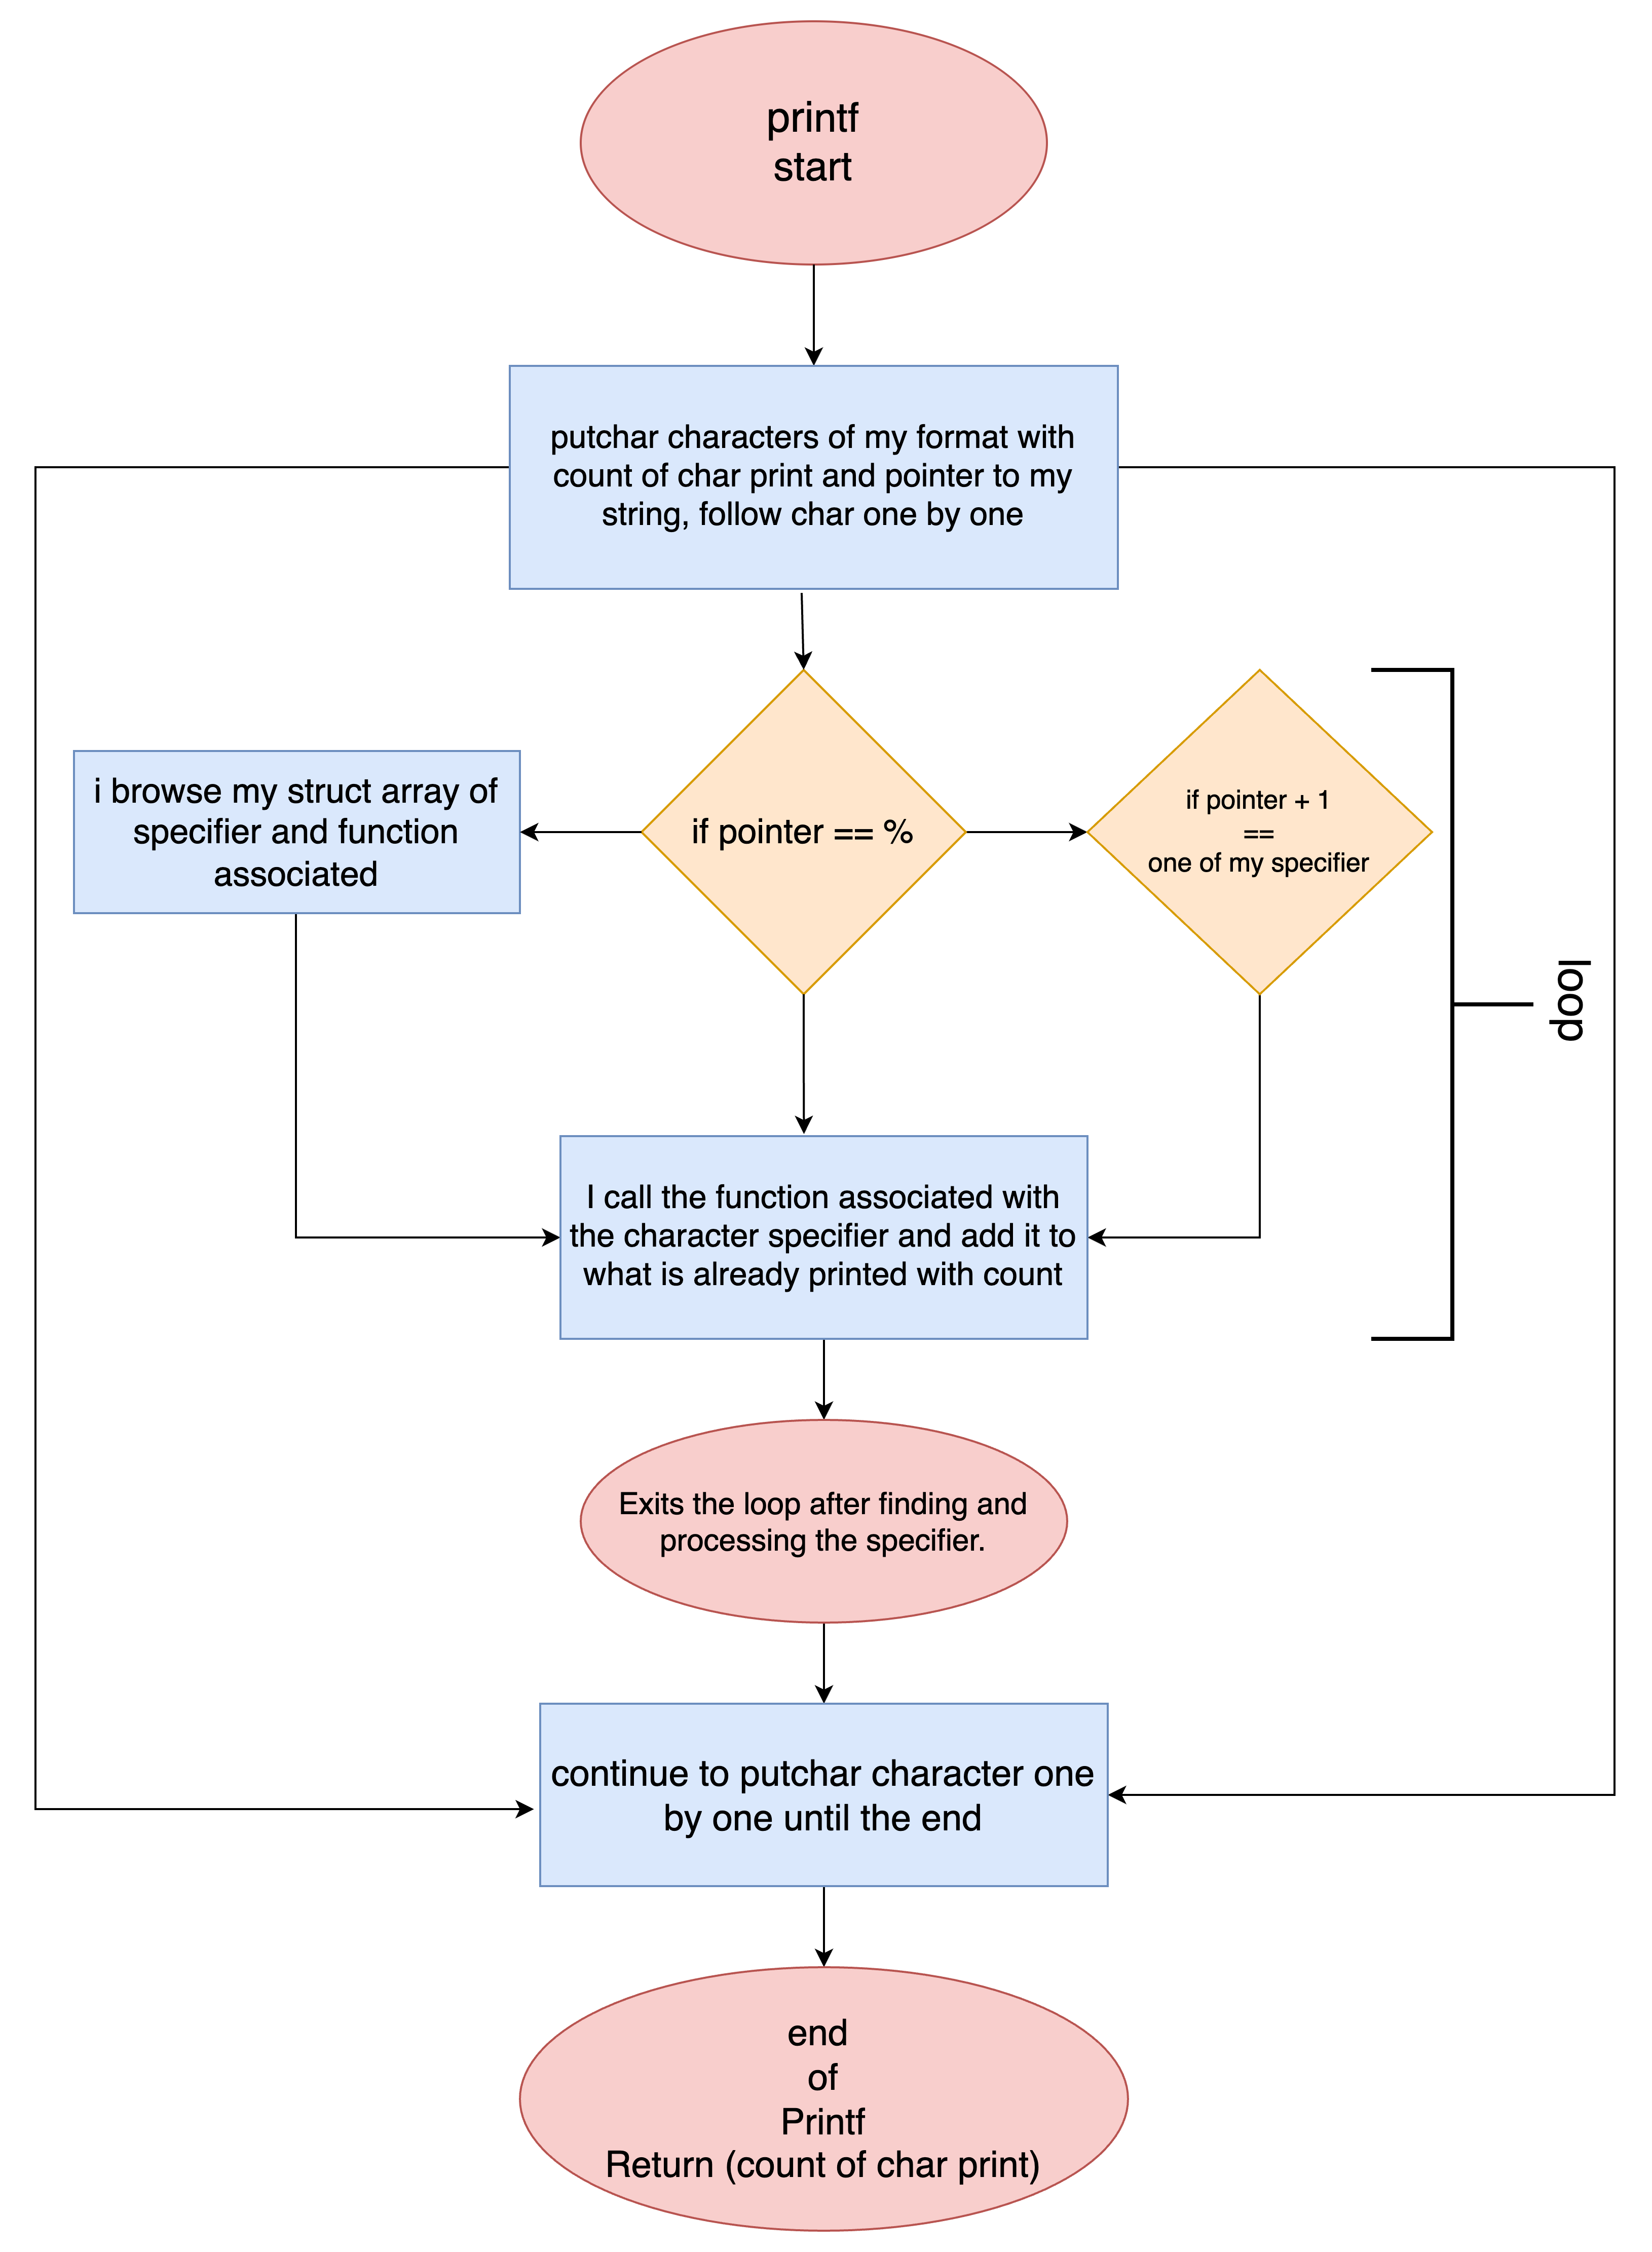 printf
start
putchar characters of my format with
count of char print and pointer to my
string, follow char one by one
i browse my struct array of
specifier and function
associated
if pointer == %
if pointer + 1
==
one of my specifier
loop
I call the function associated with
the character specifier and add it to
what is already printed with count
Exits the loop after finding and
processing the specifier.
continue to putchar character one
by one until the end
end
of
Printf
Return (count of char print)